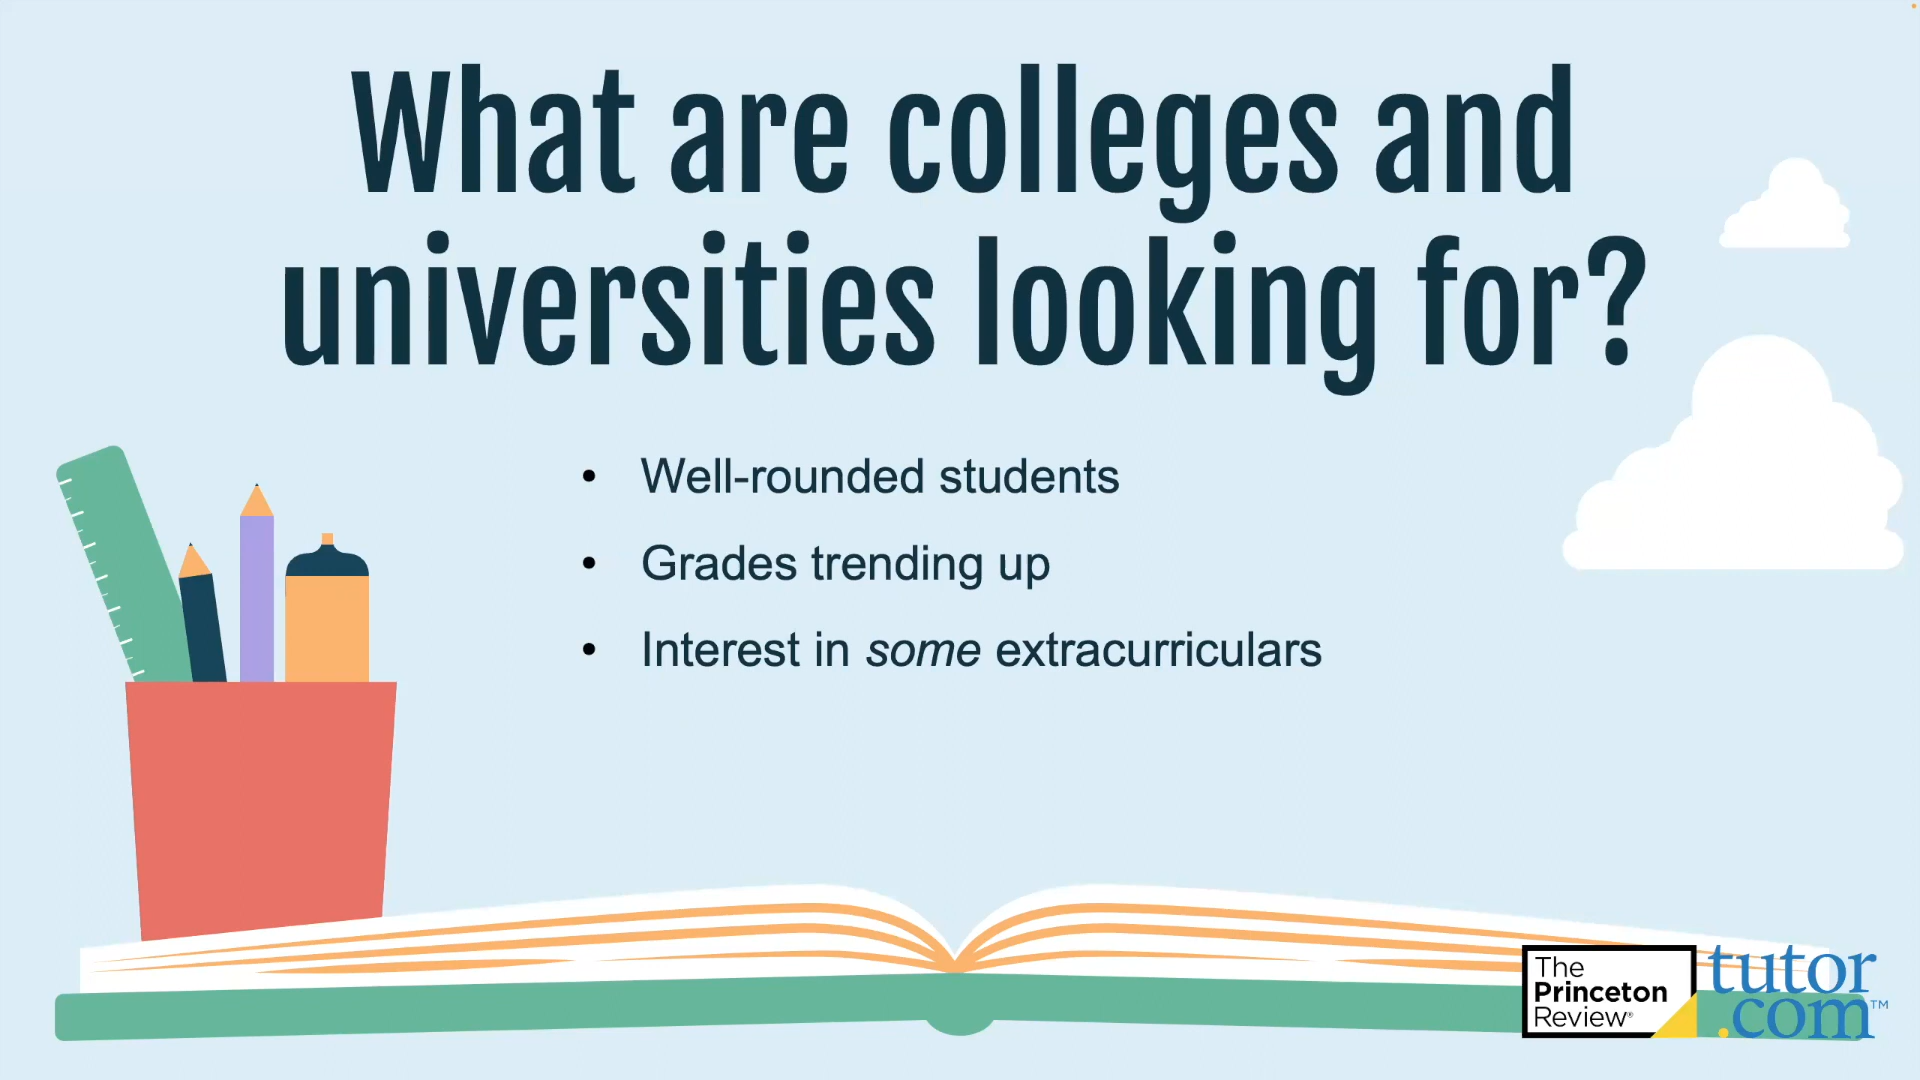 What are colleges and
universities looking for?
• Well-rounded students
• Grades trending up
• Interest in some extracurriculars
The
Princeton
Review®
tutor
.com™